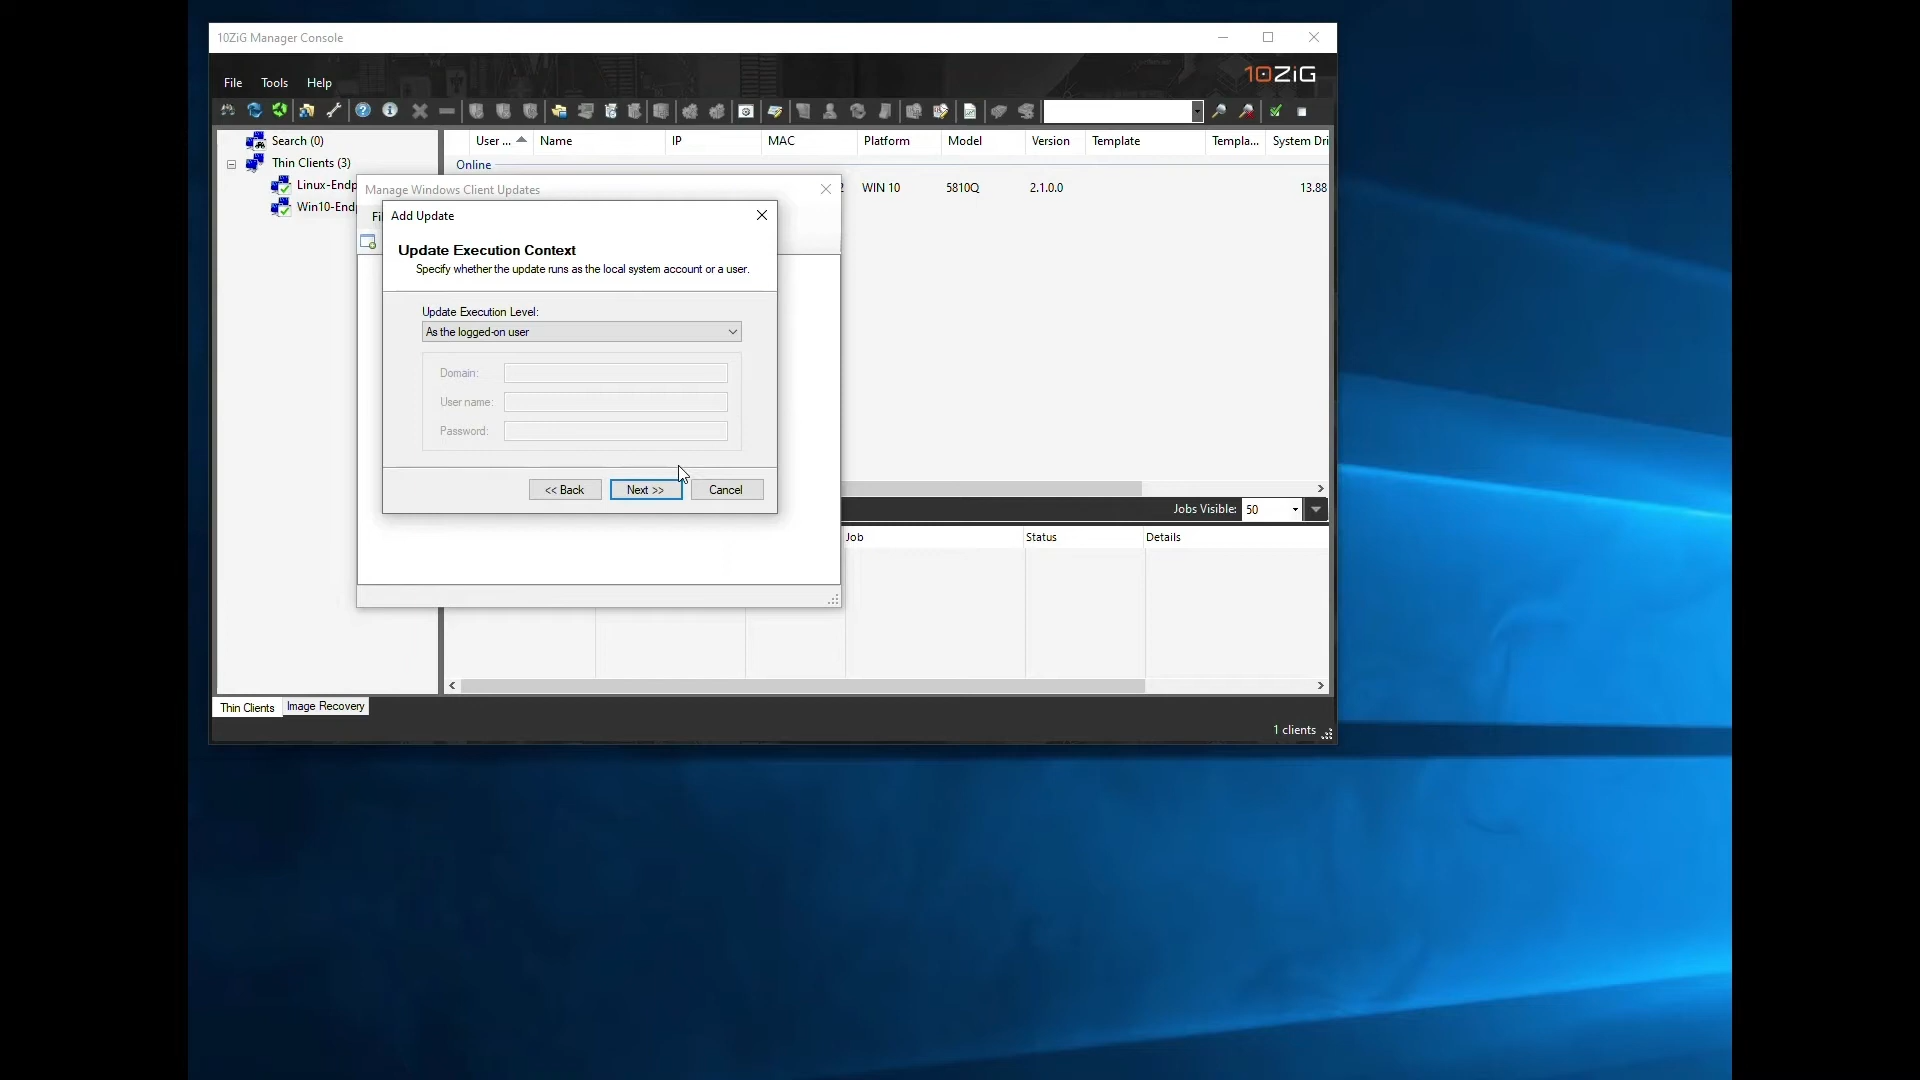 10ZiG Manager Console
10ZiG
File Tools Help
Search (0)
Thin Clients (3)
Linux-Endp
Win10-Endp
User ... Name IP MAC Platform Model Version Template Templa... System Dri
Online
2 WIN 10 5810Q 2.1.0.0 13.88
Manage Windows Client Updates
Fi
Add Update
Update Execution Context
Specify whether the update runs as the local system account or a user.
Update Execution Level:
As the logged-on user
Domain:
User name:
Password:
<< Back Next >> Cancel
Jobs Visible: 50
Job Status Details
Thin Clients Image Recovery
1 clients